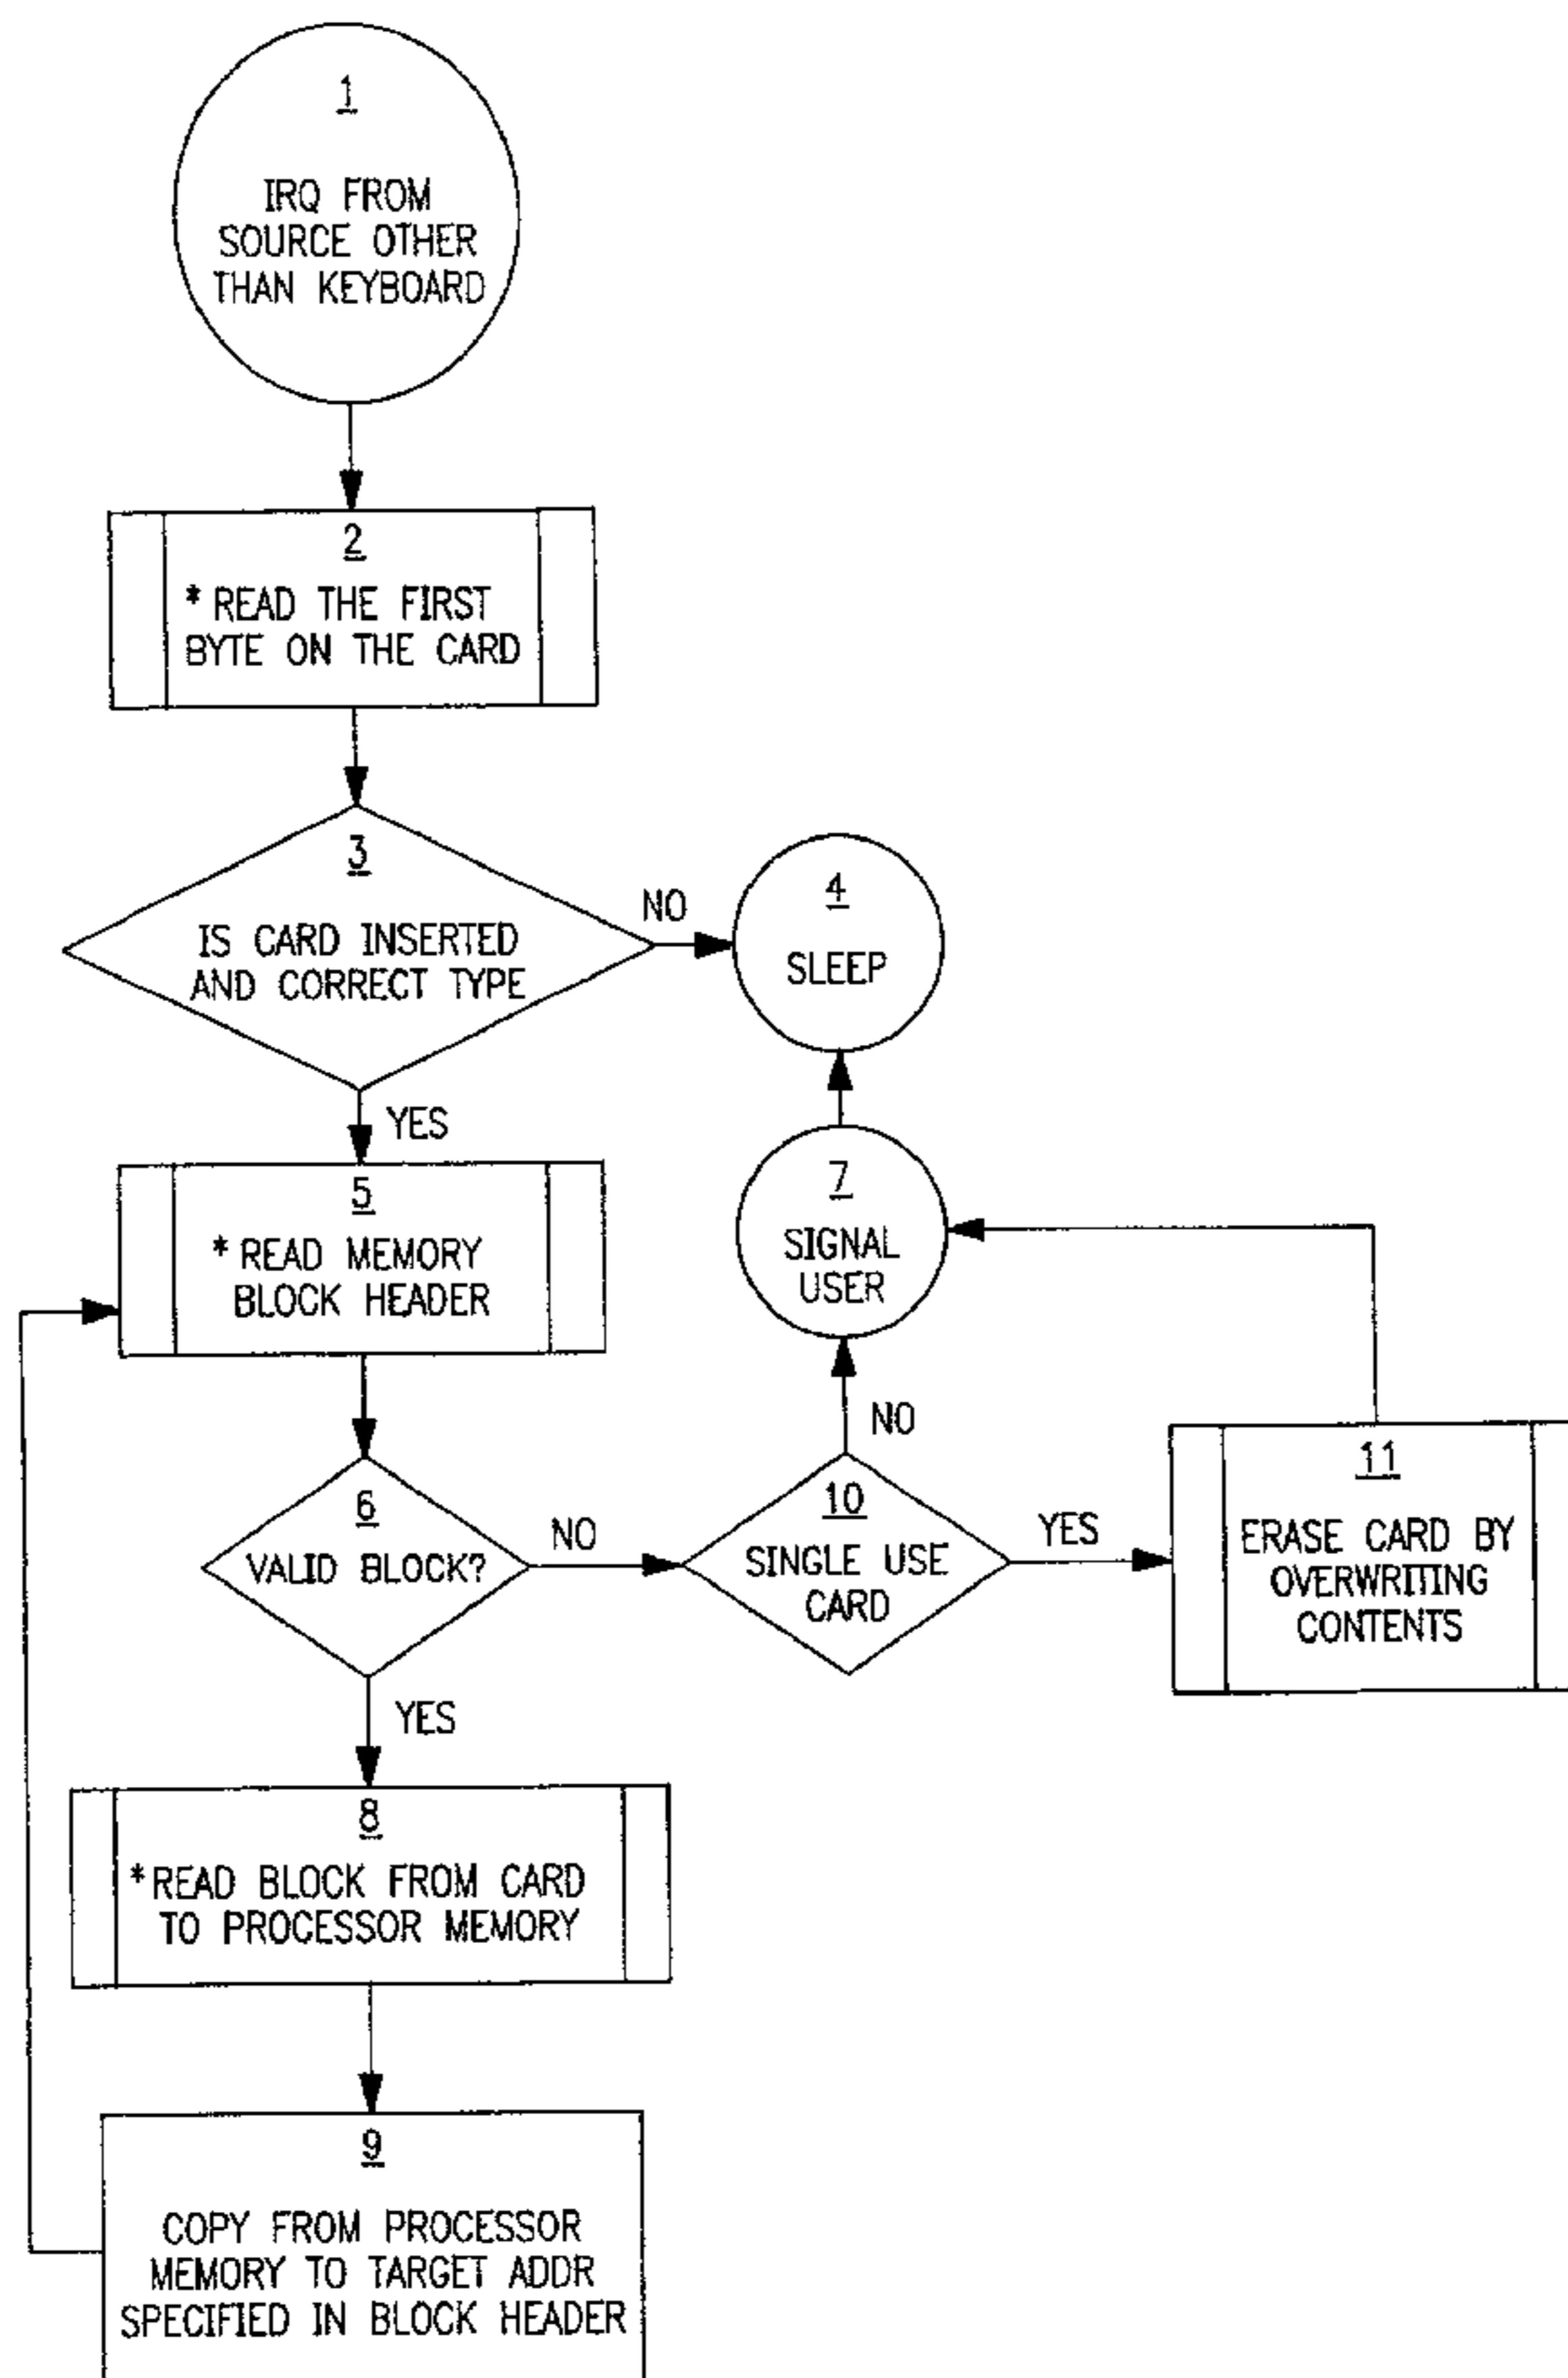 1
IRQ FROM
SOURCE OTHER
THAN KEYBOARD
2
* READ THE FIRST
BYTE ON THE CARD
3
IS CARD INSERTED
AND CORRECT TYPE
NO
4
SLEEP
YES
5
* READ MEMORY
BLOCK HEADER
7
SIGNAL
USER
6
VALID BLOCK?
NO
10
SINGLE USE
CARD
NO
YES
11
ERASE CARD BY
OVERWRITING
CONTENTS
YES
8
* READ BLOCK FROM CARD
TO PROCESSOR MEMORY
9
COPY FROM PROCESSOR
MEMORY TO TARGET ADDR
SPECIFIED IN BLOCK HEADER